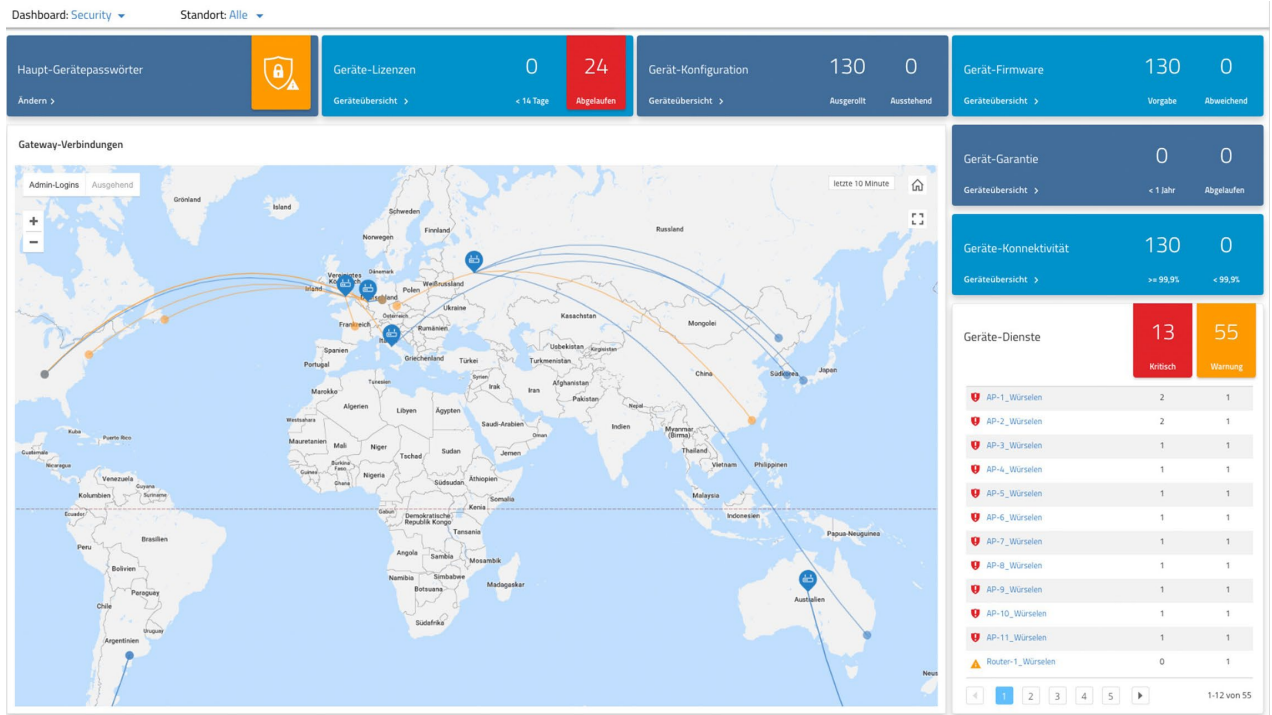 Dashboard: Security
Standort: Alle
Haupt-Gerätepasswörter
Ändern >
Geräte-Lizenzen
0
24
Geräteübersicht >
< 14 Tage
Abgelaufen
Gerät-Konfiguration
130
0
Geräteübersicht >
Ausgerollt
Ausstehend
Gerät-Firmware
130
0
Geräteübersicht >
Vorgabe
Abweichend
Gateway-Verbindungen
Admin-Logins
Ausgehend
letzte 10 Minute
+
−
Grönland
Island
Schweden
Finnland
Norwegen
Russland
Vereinigtes
Dänemark
Irland
Polen
Weißrussland
Ukraine
Österreich
Frankreich
Rumänien
Kasachstan
Mongolei
Spanien
Portugal
Griechenland
Türkei
Usbekistan
Kirgisistan
Turkmenistan
China
Südkorea
Japan
Tunesien
Syrien
Irak
Iran
Afghanistan
Pakistan
Marokko
Algerien
Libyen
Ägypten
Nepal
Westsahara
Saudi-Arabien
Oman
Indien
Myanmar
(Birma)
Kuba
Puerto Rico
Mauretanien
Mali
Niger
Tschad
Sudan
Jemen
Thailand
Vietnam
Philippinen
Guatemala
Nicaragua
Burkina
Faso
Guinea
Ghana
Nigeria
Südsudan
Äthiopien
Venezuela
Guyana
Suriname
Kolumbien
Somalia
Malaysia
Ecuador
Gabun
Kenia
Demokratische
Republik Kongo
Indonesien
Tansania
Papua-Neuguinea
Brasilien
Peru
Angola
Sambia
Mosambik
Bolivien
Namibia
Simbabwe
Botsuana
Madagaskar
Australien
Paraguay
Chile
Südafrika
Uruguay
Argentinien
Neus
Gerät-Garantie
0
0
Geräteübersicht >
< 1 Jahr
Abgelaufen
Geräte-Konnektivität
130
0
Geräteübersicht >
>= 99,9%
< 99,9%
Geräte-Dienste
13
55
Kritisch
Warnung
AP-1_Würselen 2 1
AP-2_Würselen 2 1
AP-3_Würselen 1 1
AP-4_Würselen 1 1
AP-5_Würselen 1 1
AP-6_Würselen 1 1
AP-7_Würselen 1 1
AP-8_Würselen 1 1
AP-9_Würselen 1 1
AP-10_Würselen 1 1
AP-11_Würselen 1 1
Router-1_Würselen 0 1
1 2 3 4 5
1-12 von 55